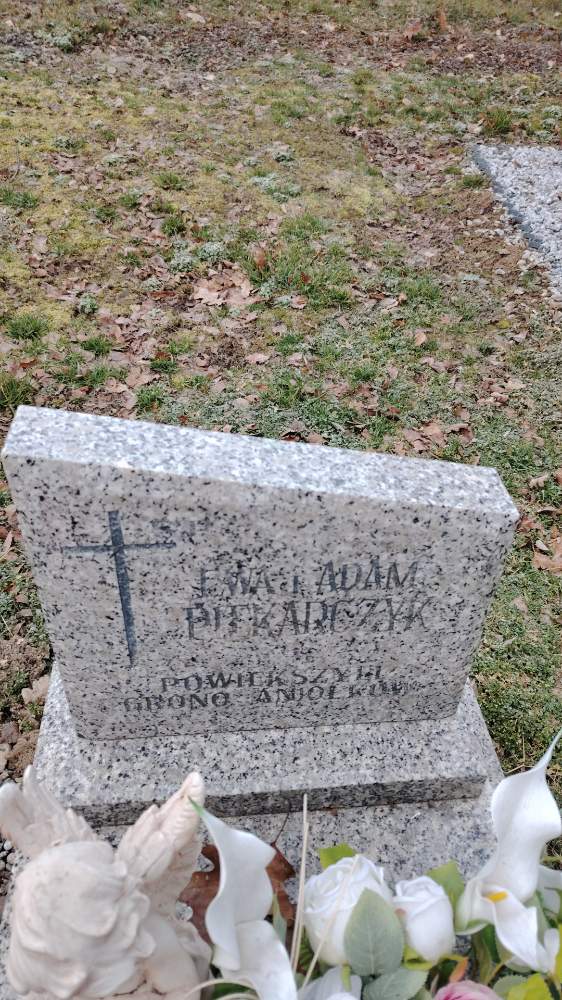 EWA I ADAM
PIEKARCZYK
POWIĘKSZYLI
GRONO ANIOŁKÓW